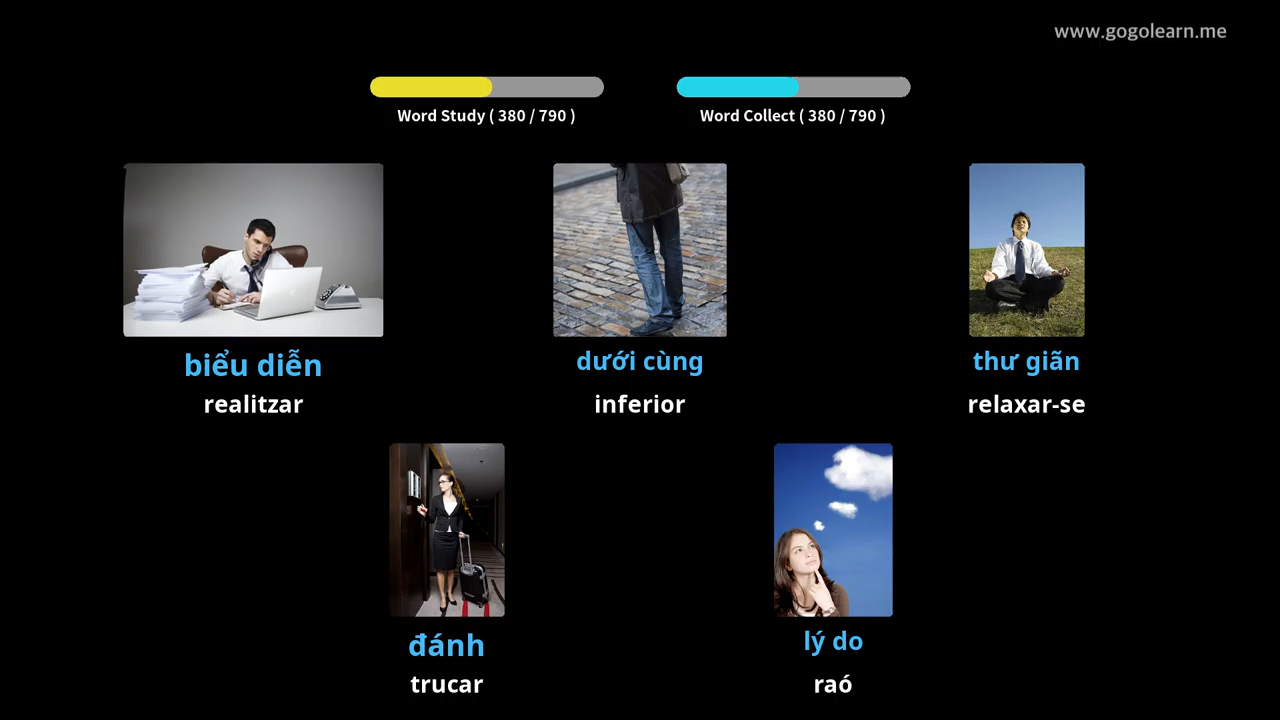 www.gogolearn.me
Word Study ( 380 / 790 )
Word Collect ( 380 / 790 )
biểu diễn
realitzar
dưới cùng
inferior
thư giãn
relaxar-se
đánh
trucar
lý do
raó